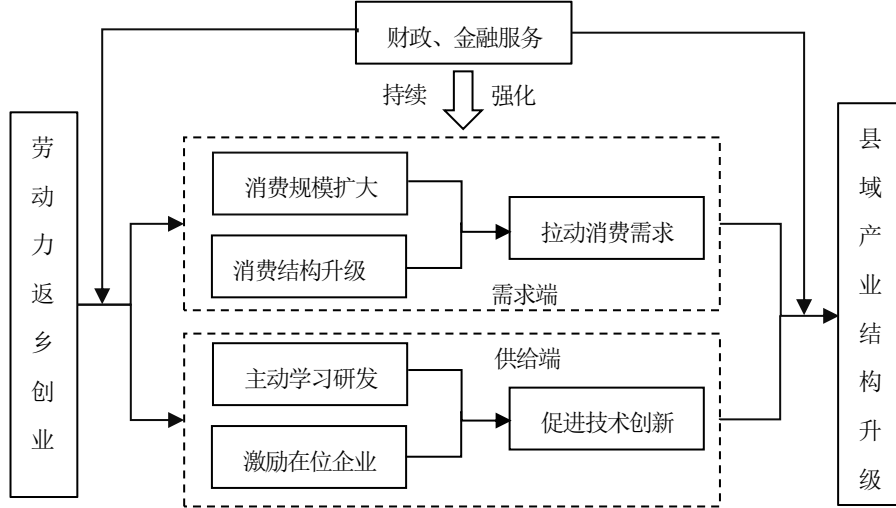 财政、金融服务
持续 强化
劳动力返乡创业
消费规模扩大
消费结构升级
拉动消费需求
需求端
供给端
主动学习研发
激励在位企业
促进技术创新
县域产业结构升级